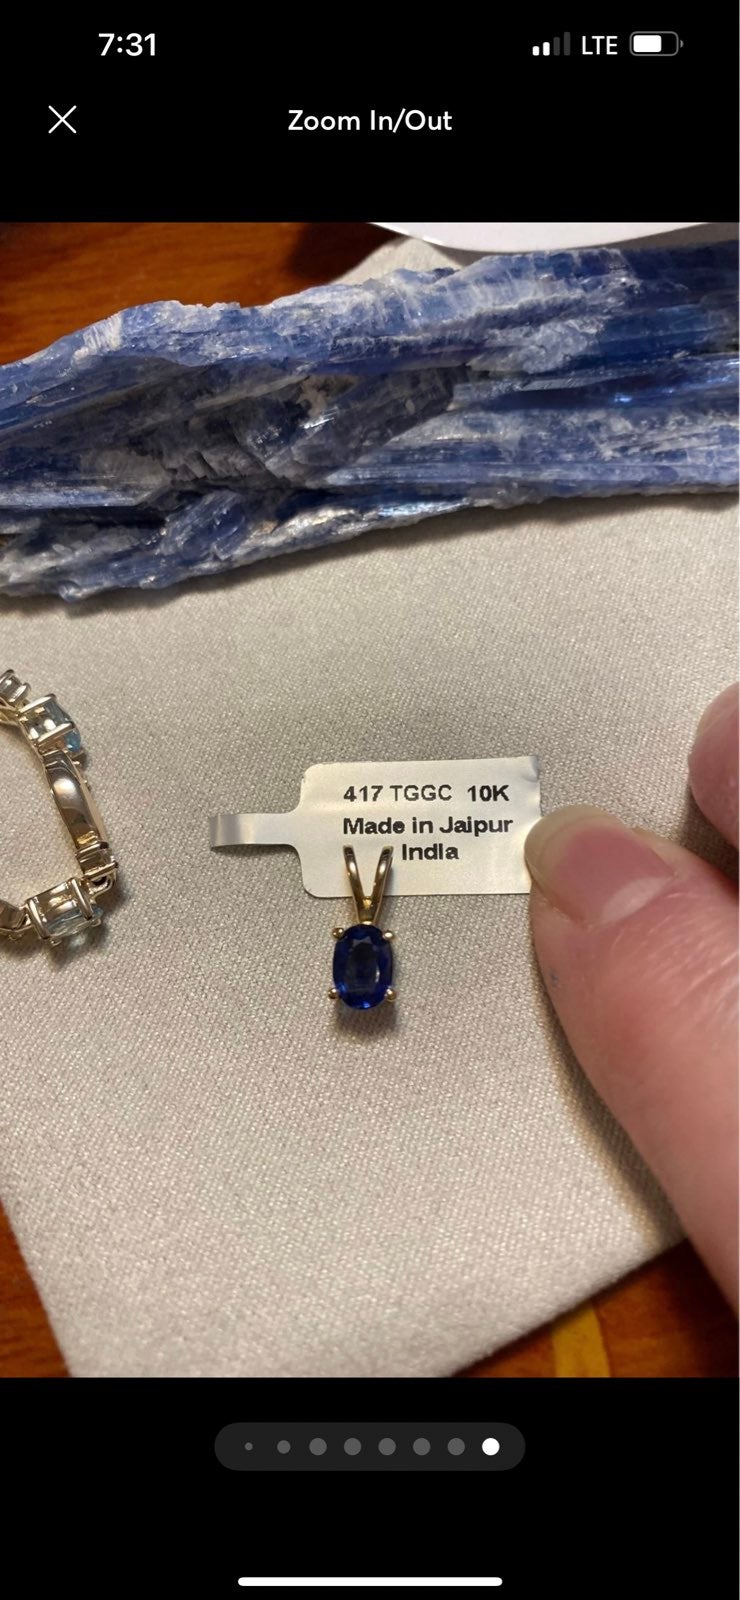 7:31
LTE
Zoom In/Out
417 TGGC 10K
Made in Jaipur
India